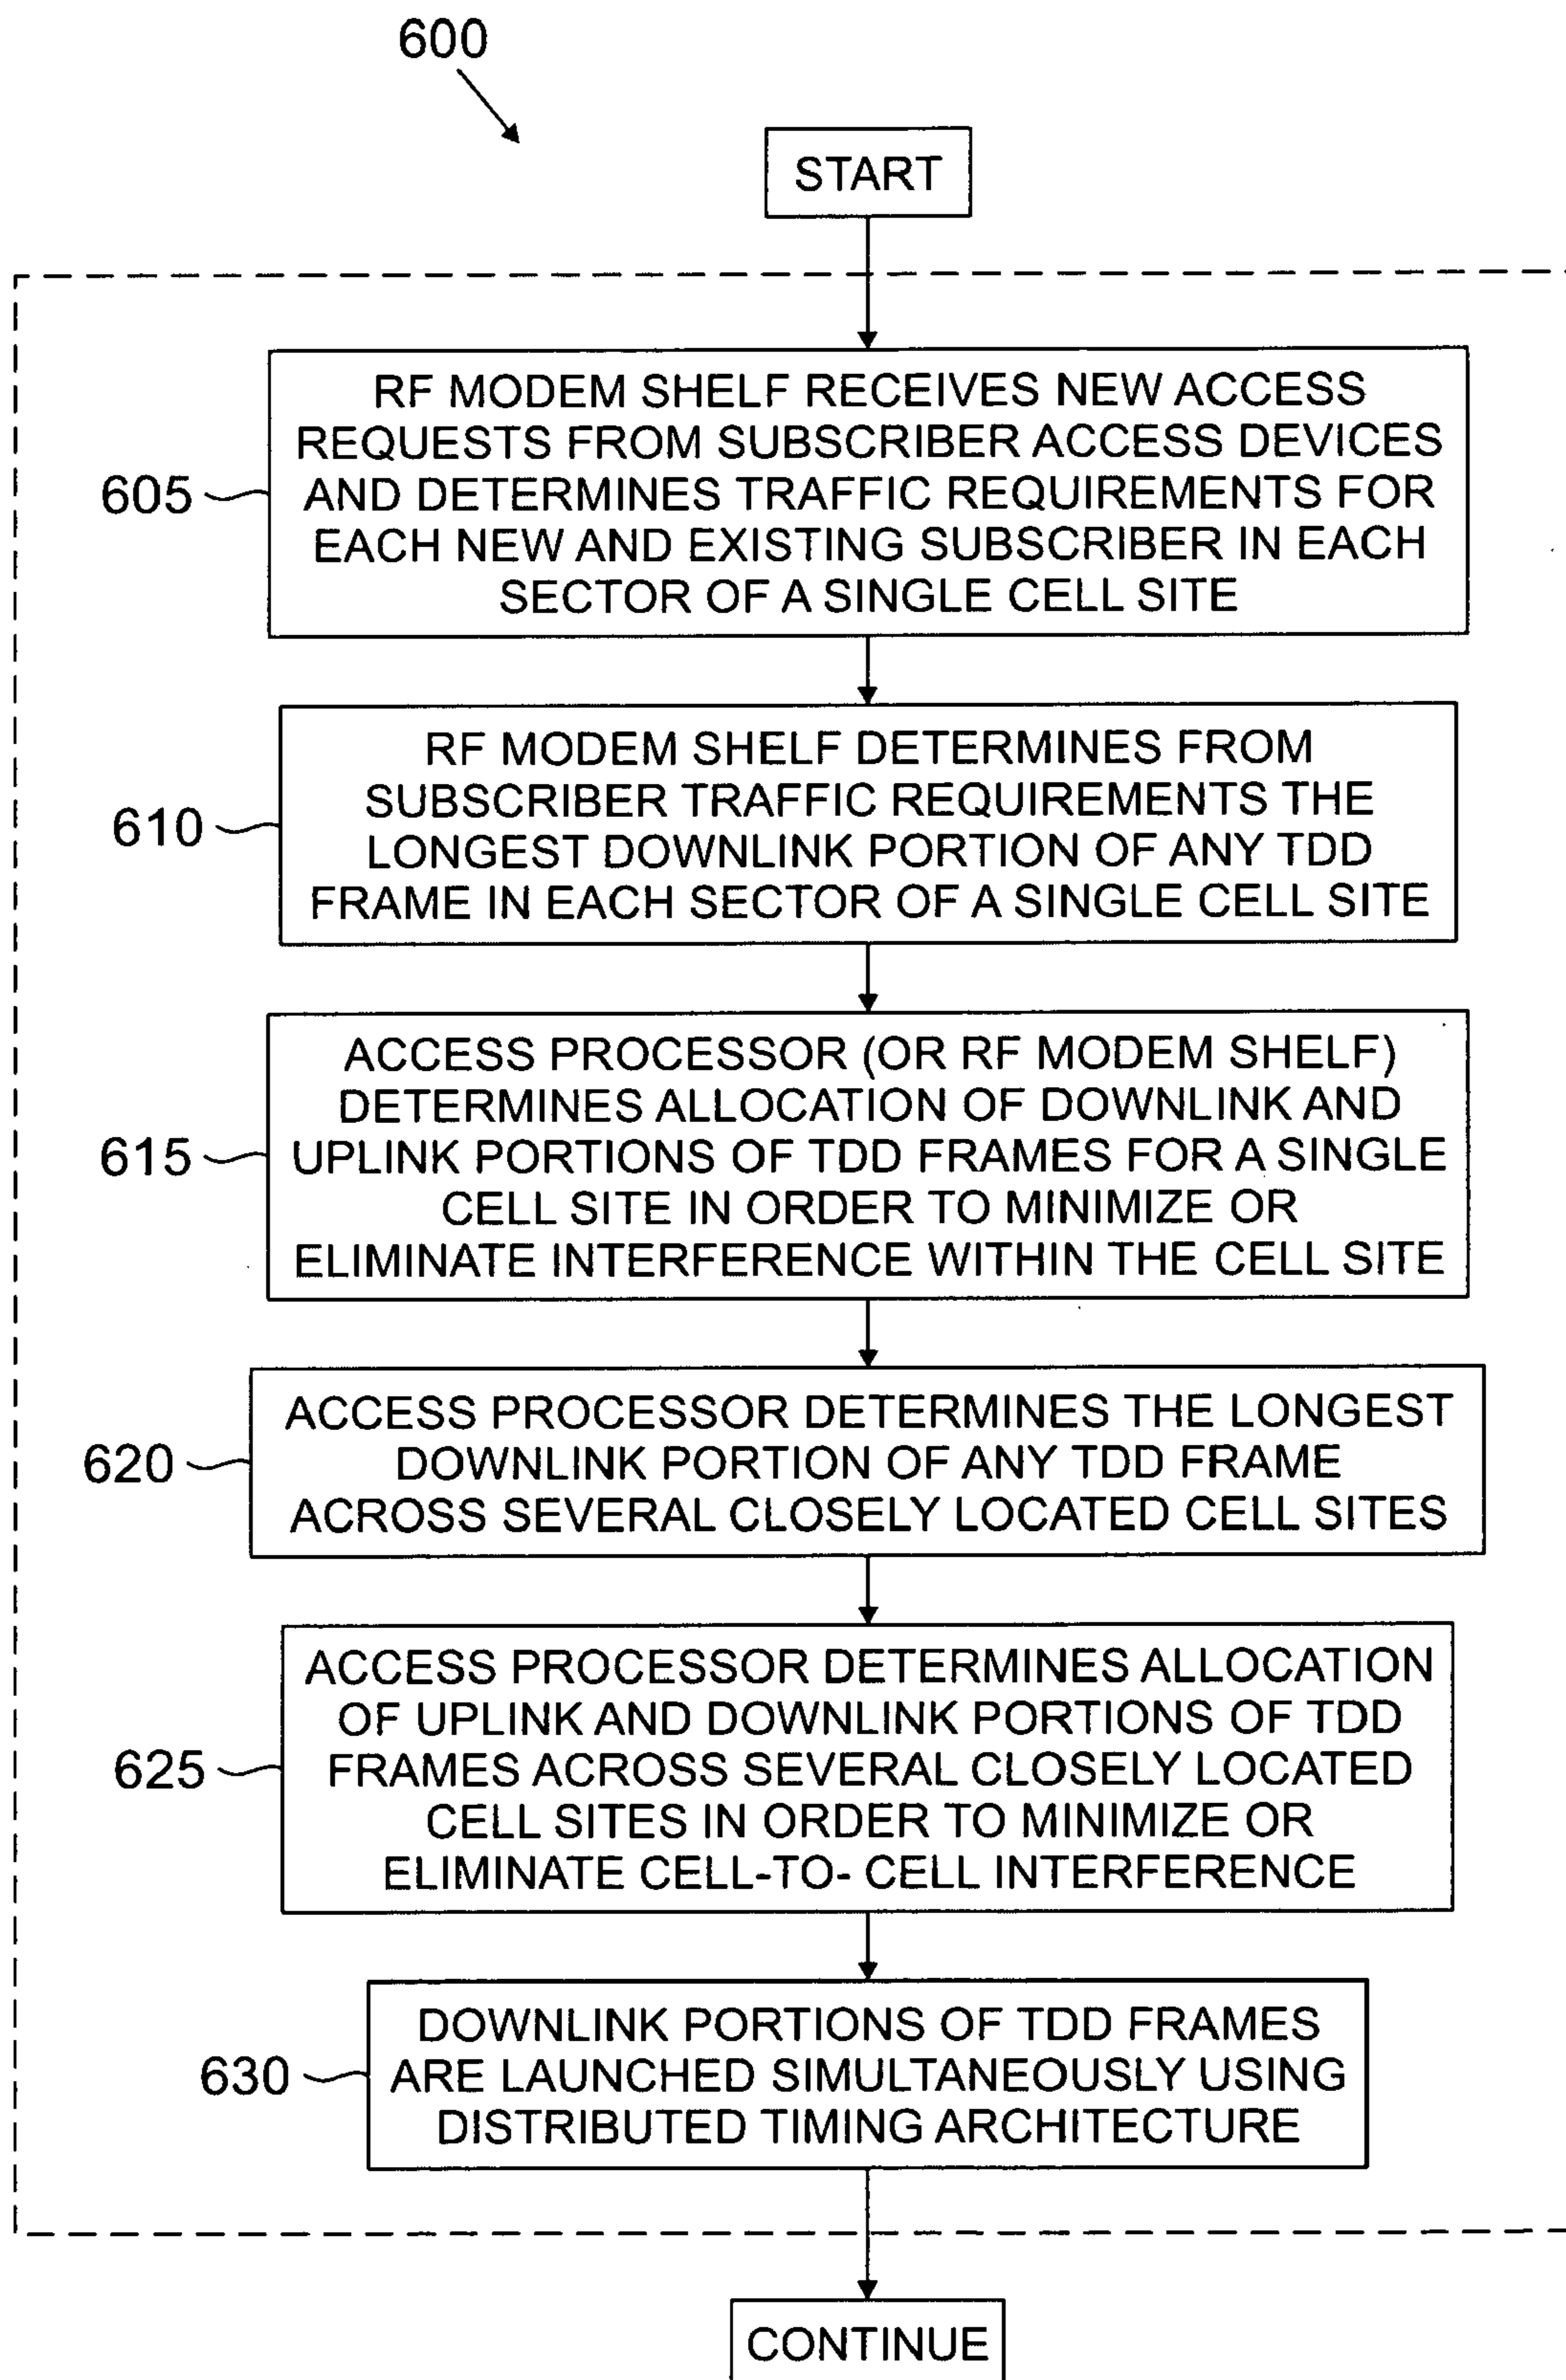 600
START
605
RF MODEM SHELF RECEIVES NEW ACCESS
REQUESTS FROM SUBSCRIBER ACCESS DEVICES
AND DETERMINES TRAFFIC REQUIREMENTS FOR
EACH NEW AND EXISTING SUBSCRIBER IN EACH
SECTOR OF A SINGLE CELL SITE
610
RF MODEM SHELF DETERMINES FROM
SUBSCRIBER TRAFFIC REQUIREMENTS THE
LONGEST DOWNLINK PORTION OF ANY TDD
FRAME IN EACH SECTOR OF A SINGLE CELL SITE
615
ACCESS PROCESSOR (OR RF MODEM SHELF)
DETERMINES ALLOCATION OF DOWNLINK AND
UPLINK PORTIONS OF TDD FRAMES FOR A SINGLE
CELL SITE IN ORDER TO MINIMIZE OR
ELIMINATE INTERFERENCE WITHIN THE CELL SITE
620
ACCESS PROCESSOR DETERMINES THE LONGEST
DOWNLINK PORTION OF ANY TDD FRAME
ACROSS SEVERAL CLOSELY LOCATED CELL SITES
625
ACCESS PROCESSOR DETERMINES ALLOCATION
OF UPLINK AND DOWNLINK PORTIONS OF TDD
FRAMES ACROSS SEVERAL CLOSELY LOCATED
CELL SITES IN ORDER TO MINIMIZE OR
ELIMINATE CELL-TO- CELL INTERFERENCE
630
DOWNLINK PORTIONS OF TDD FRAMES
ARE LAUNCHED SIMULTANEOUSLY USING
DISTRIBUTED TIMING ARCHITECTURE
CONTINUE